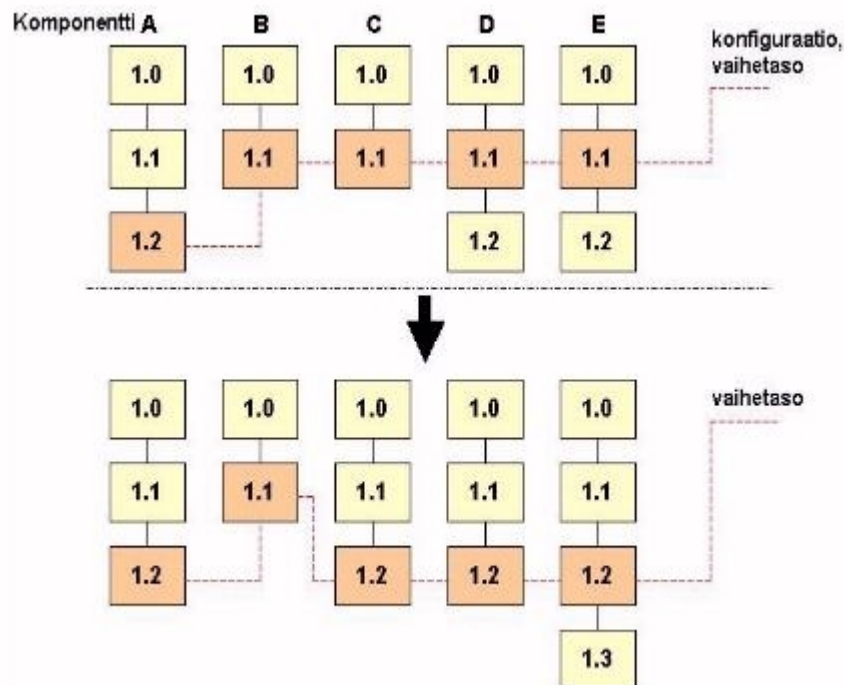 Komponentti A B C D E
konfiguraatio,
vaihetaso
1.0 1.0 1.0 1.0 1.0
1.1 1.1 1.1 1.1 1.1
1.2 1.2 1.2
vaihetaso
1.0 1.0 1.0 1.0 1.0
1.1 1.1 1.1 1.1 1.1
1.2 1.2 1.2 1.2
1.3